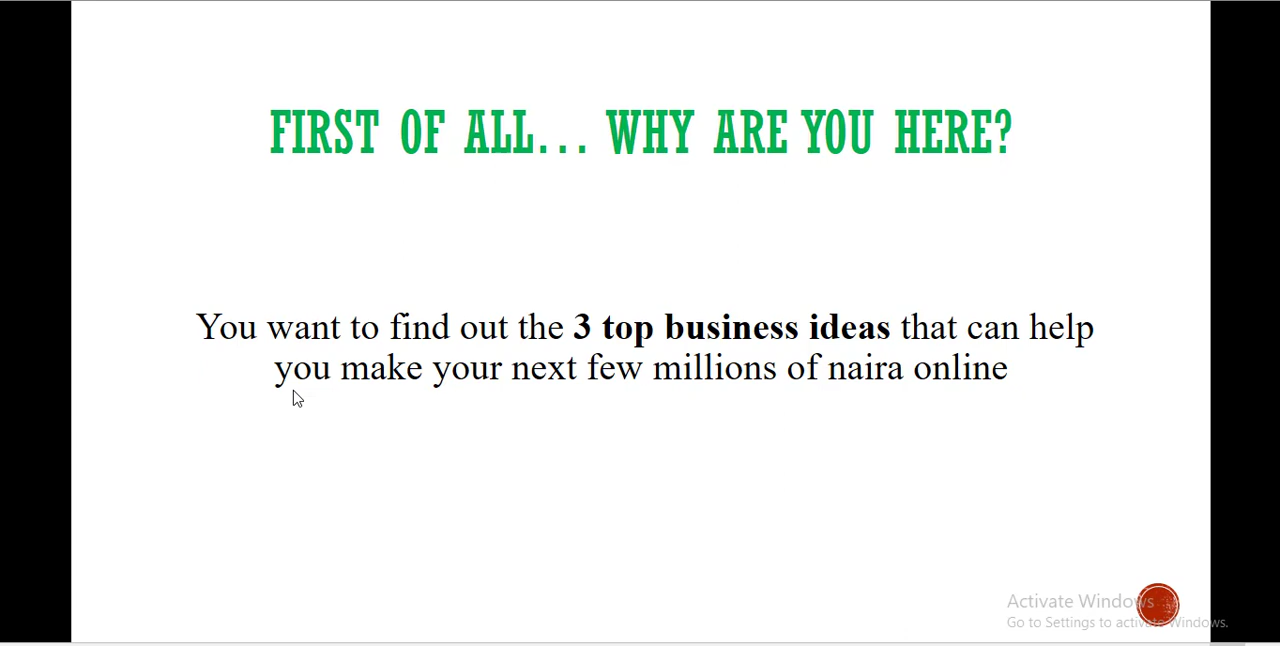 FIRST OF ALL... WHY ARE YOU HERE?
You want to find out the 3 top business ideas that can help
you make your next few millions of naira online
Activate Windows
Go to Settings to activate Windows.